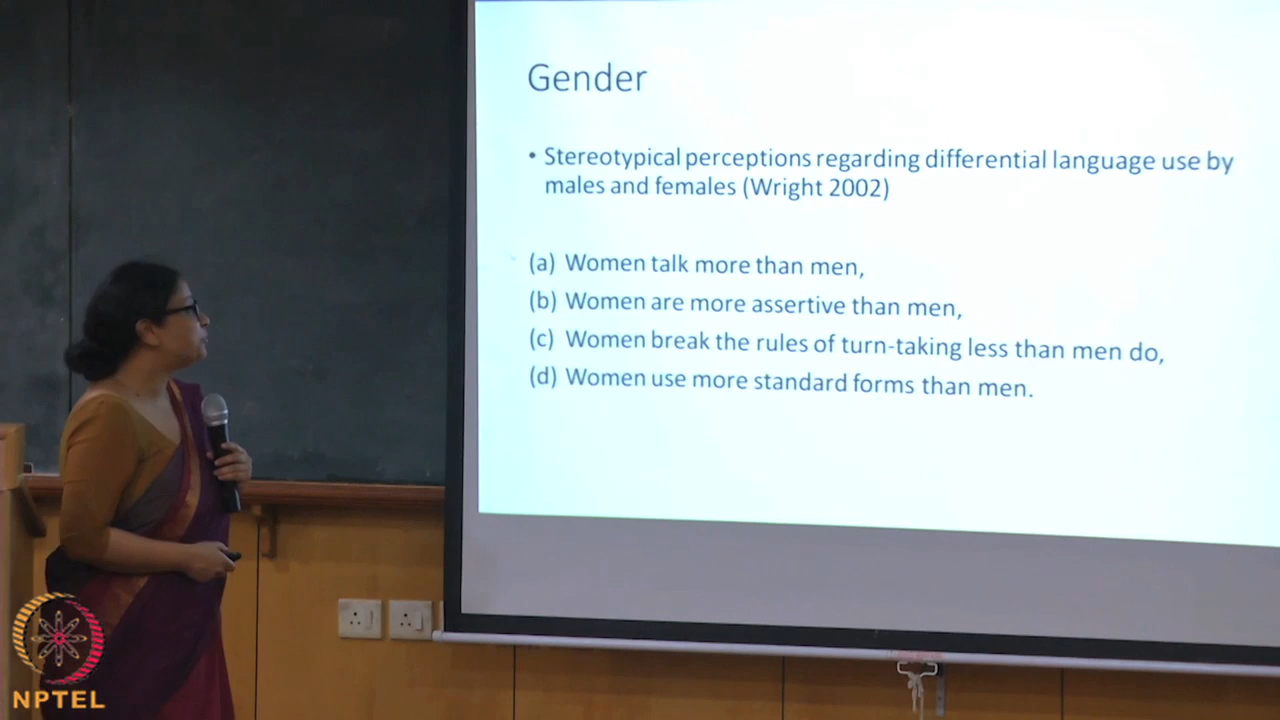 Gender
• Stereotypical perceptions regarding differential language use by
males and females (Wright 2002)
(a) Women talk more than men,
(b) Women are more assertive than men,
(c) Women break the rules of turn-taking less than men do,
(d) Women use more standard forms than men.
NPTEL